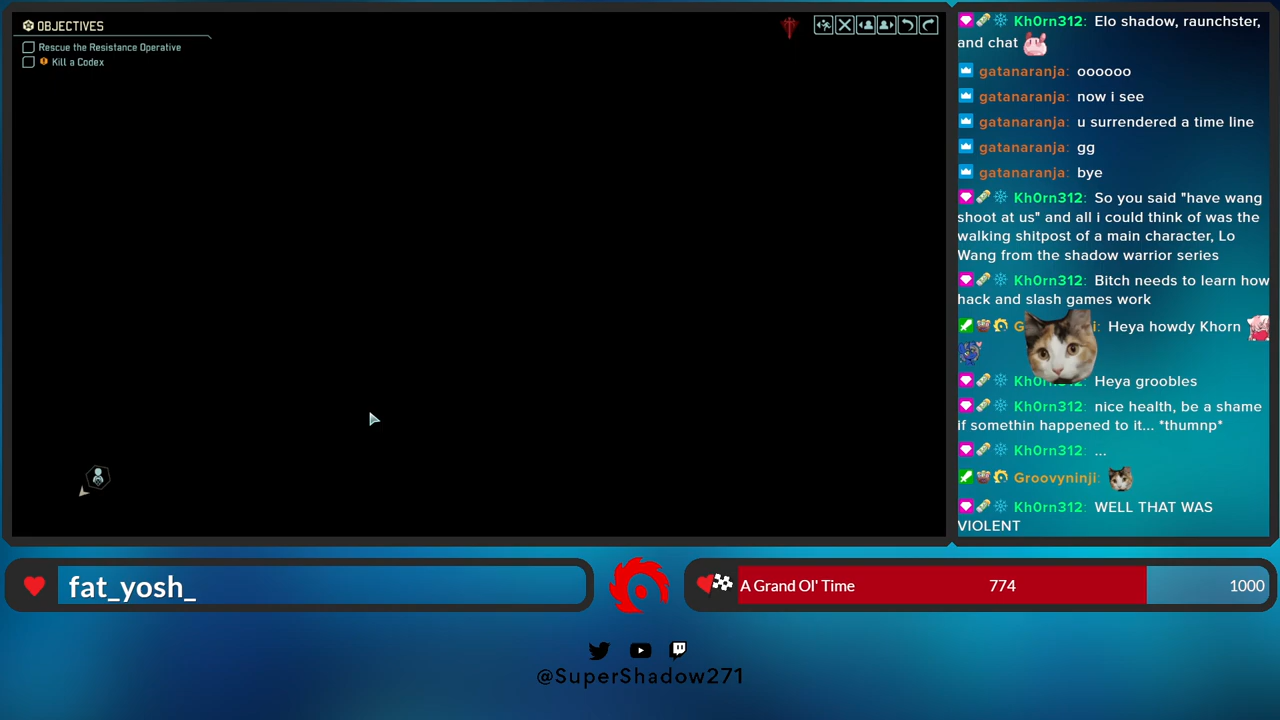 OBJECTIVES
Rescue the Resistance Operative
Kill a Codex
Kh0rn312: Elo shadow, raunchster,
and chat
gatanaranja: oooooo
gatanaranja: now i see
gatanaranja: u surrendered a time line
gatanaranja: gg
gatanaranja: bye
Kh0rn312: So you said "have wang
shoot at us" and all i could think of was the
walking shitpost of a main character, Lo
Wang from the shadow warrior series
Kh0rn312: Bitch needs to learn how
hack and slash games work
G i: Heya howdy Khorn
Kh0rn312: Heya groobles
Kh0rn312: nice health, be a shame
if somethin happened to it... *thumnp*
Kh0rn312: ...
Groovyninji:
Kh0rn312: WELL THAT WAS
VIOLENT
fat_yosh_
A Grand Ol' Time 774 1000
@SuperShadow271